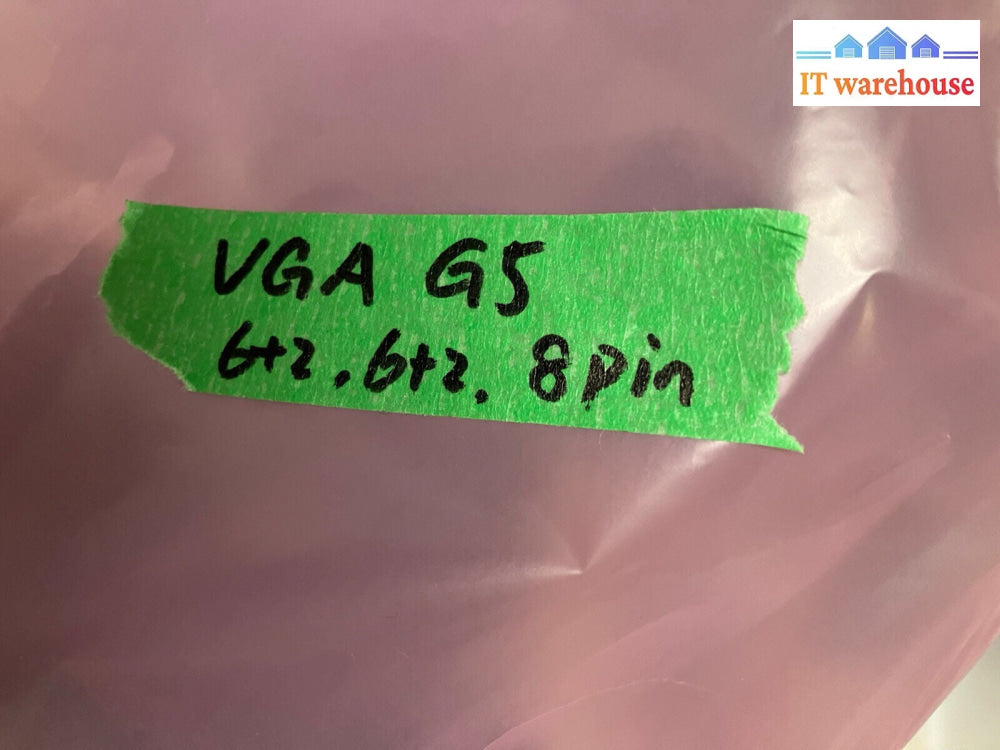 IT warehouse
VGA G5
6+2, 6+2, 8pin